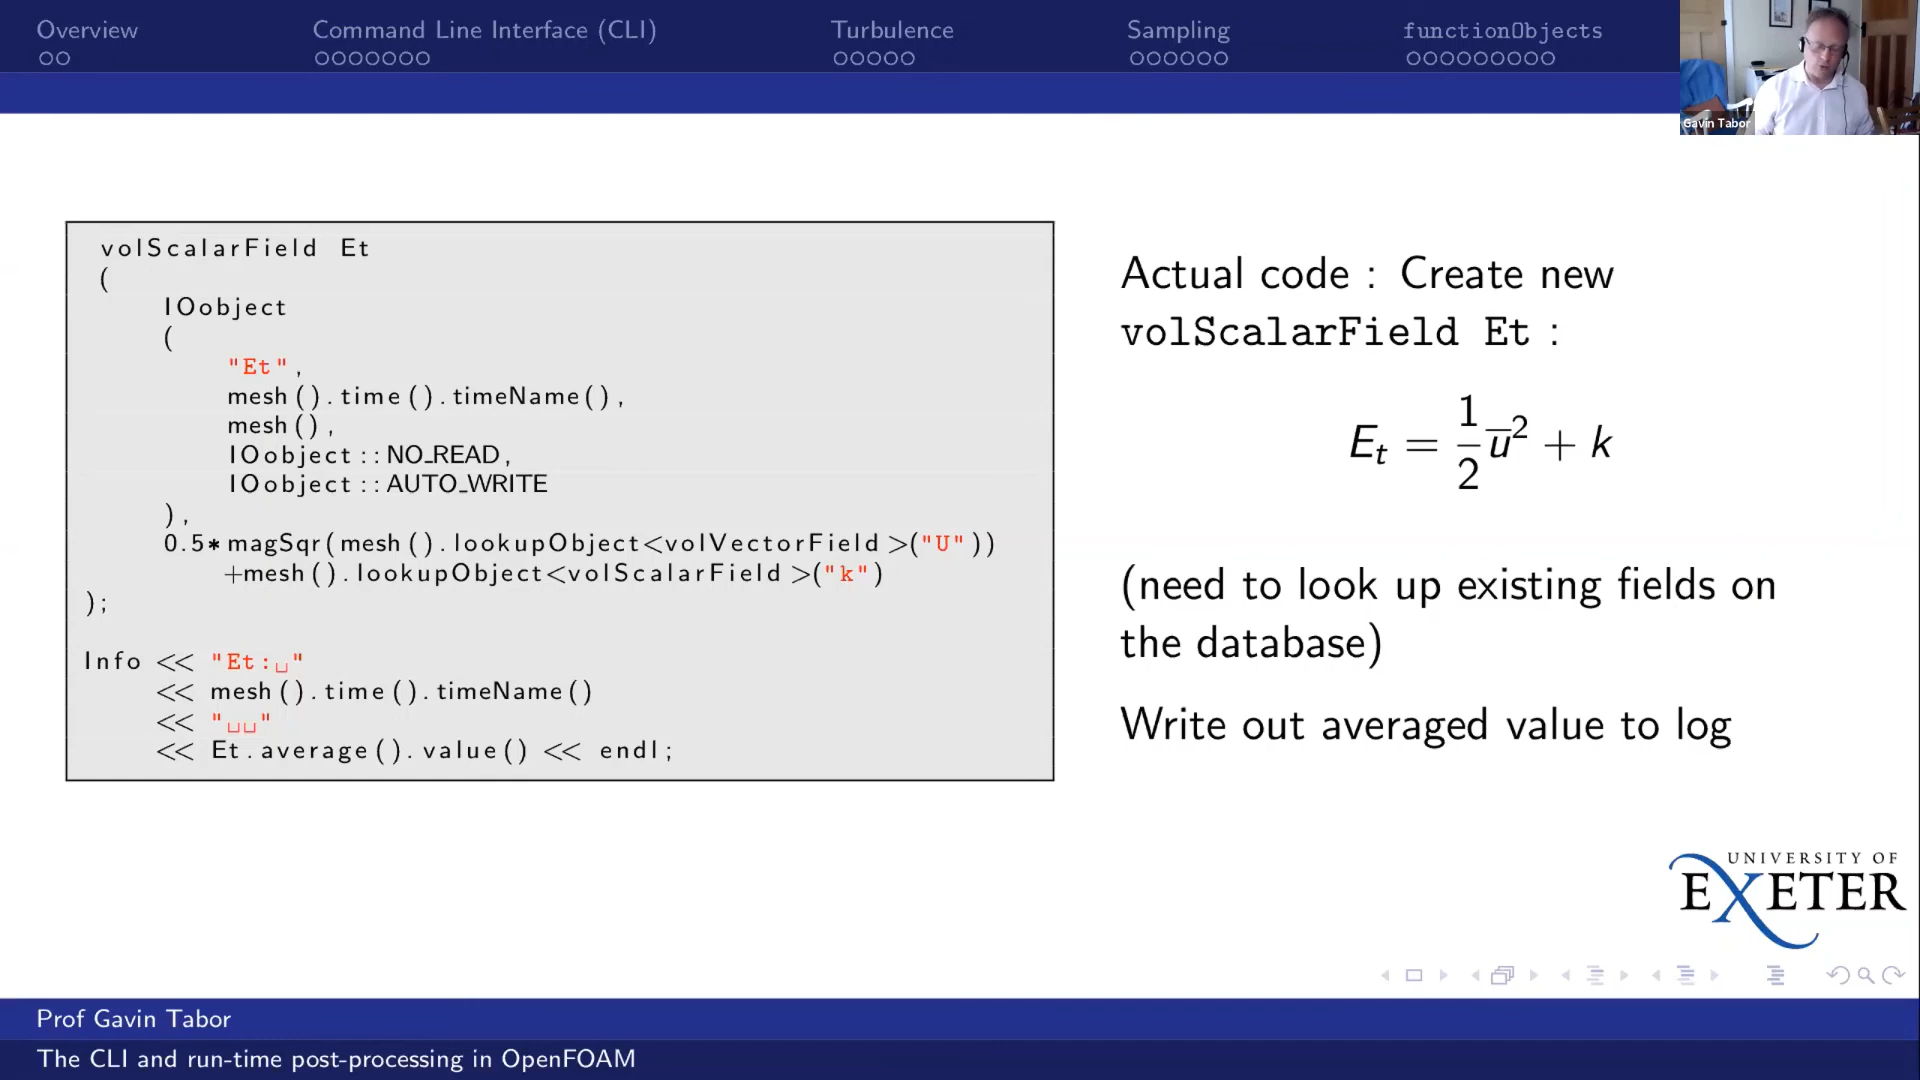 Overview
Command Line Interface (CLI)
Turbulence
Sampling
functionObjects
Gavin Tabor
volScalarField Et
(
IOobject
(
"Et",
mesh().time().timeName(),
mesh(),
IOobject::NO_READ,
IOobject::AUTO_WRITE
),
0.5*magSqr(mesh().lookupObject<volVectorField>("U"))
+mesh().lookupObject<volScalarField>("k")
);
Info << "Et:␣"
<< mesh().time().timeName()
<< "␣␣"
<< Et.average().value() << endl;
Actual code : Create new
volScalarField Et :
E_t = \frac{1}{2}\overline{u}^2 + k
(need to look up existing fields on
the database)
Write out averaged value to log
UNIVERSITY OF
EXETER
Prof Gavin Tabor
The CLI and run-time post-processing in OpenFOAM